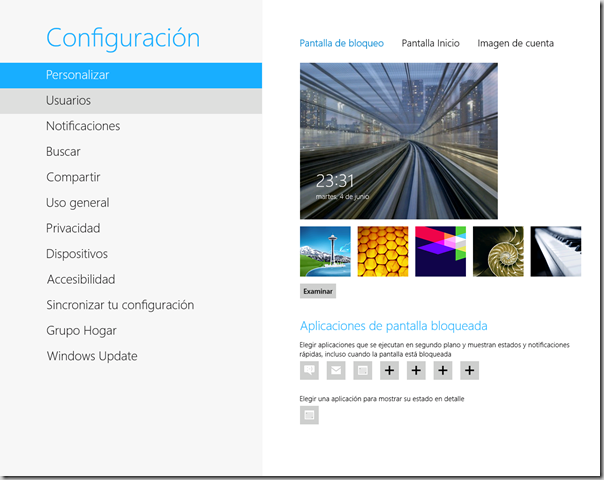 Configuración
Personalizar
Usuarios
Notificaciones
Buscar
Compartir
Uso general
Privacidad
Dispositivos
Accesibilidad
Sincronizar tu configuración
Grupo Hogar
Windows Update
Pantalla de bloqueo Pantalla Inicio Imagen de cuenta
23:31
martes, 4 de junio
Examinar
Aplicaciones de pantalla bloqueada
Elegir aplicaciones que se ejecutan en segundo plano y muestran estados y notificaciones
rápidas, incluso cuando la pantalla está bloqueada
Elegir una aplicación para mostrar su estado en detalle